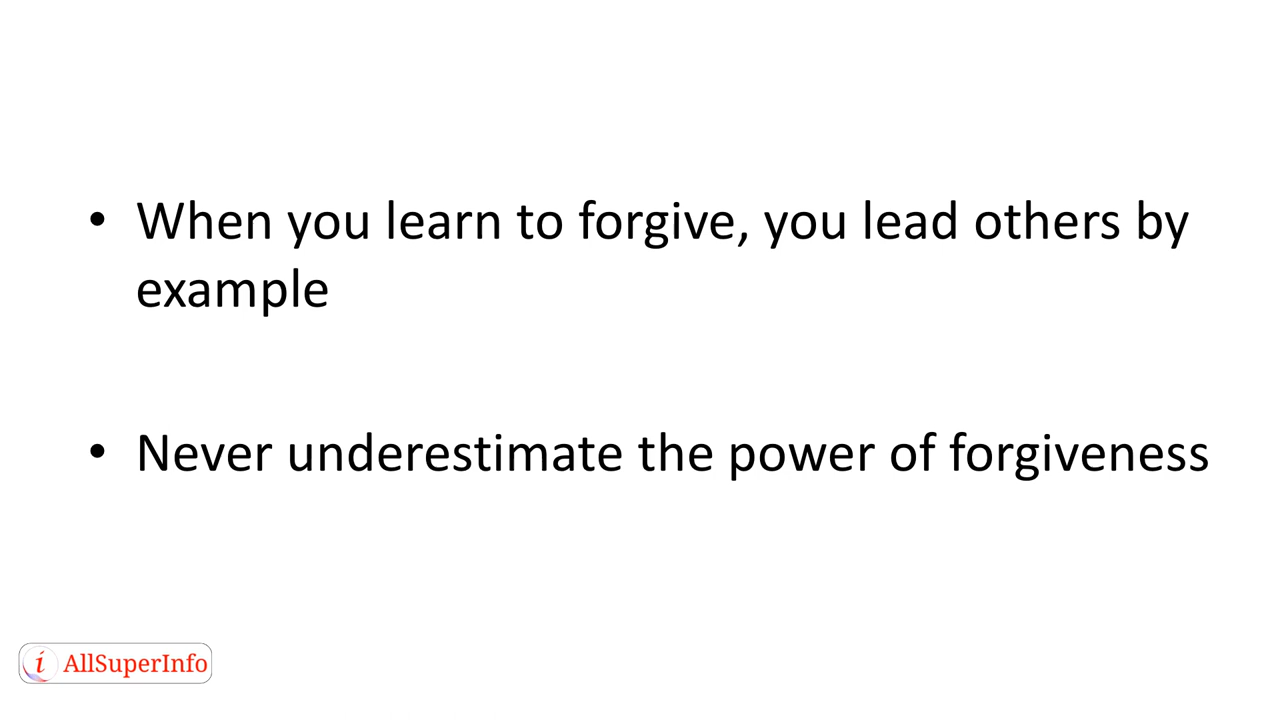 • When you learn to forgive, you lead others by
example
• Never underestimate the power of forgiveness
i AllSuperInfo